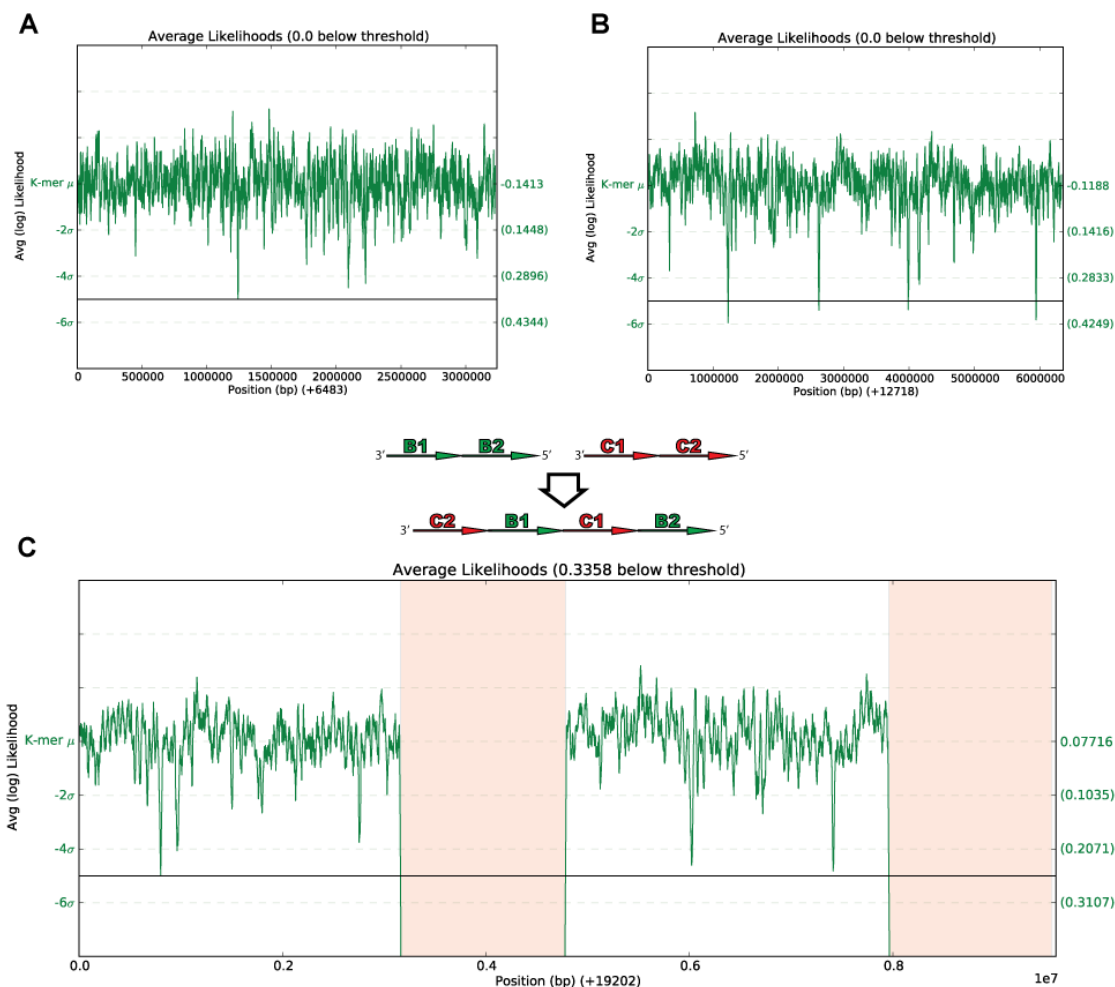 A
Average Likelihoods (0.0 below threshold)
Avg (log) Likelihood
K-mer μ
-2σ
-4σ
-6σ
-0.1413
(0.1448)
(0.2896)
(0.4344)
0 500000 1000000 1500000 2000000 2500000 3000000
Position (bp) (+6483)
B
Average Likelihoods (0.0 below threshold)
Avg (log) Likelihood
K-mer μ
-2σ
-4σ
-6σ
-0.1188
(0.1416)
(0.2833)
(0.4249)
0 1000000 2000000 3000000 4000000 5000000 6000000
Position (bp) (+12718)
3′ B1 B2 5′ 3′ C1 C2 5′
3′ C2 B1 C1 B2 5′
C
Average Likelihoods (0.3358 below threshold)
Avg (log) Likelihood
K-mer μ
-2σ
-4σ
-6σ
0.07716
(0.1035)
(0.2071)
(0.3107)
0.0 0.2 0.4 0.6 0.8
1e7
Position (bp) (+19202)